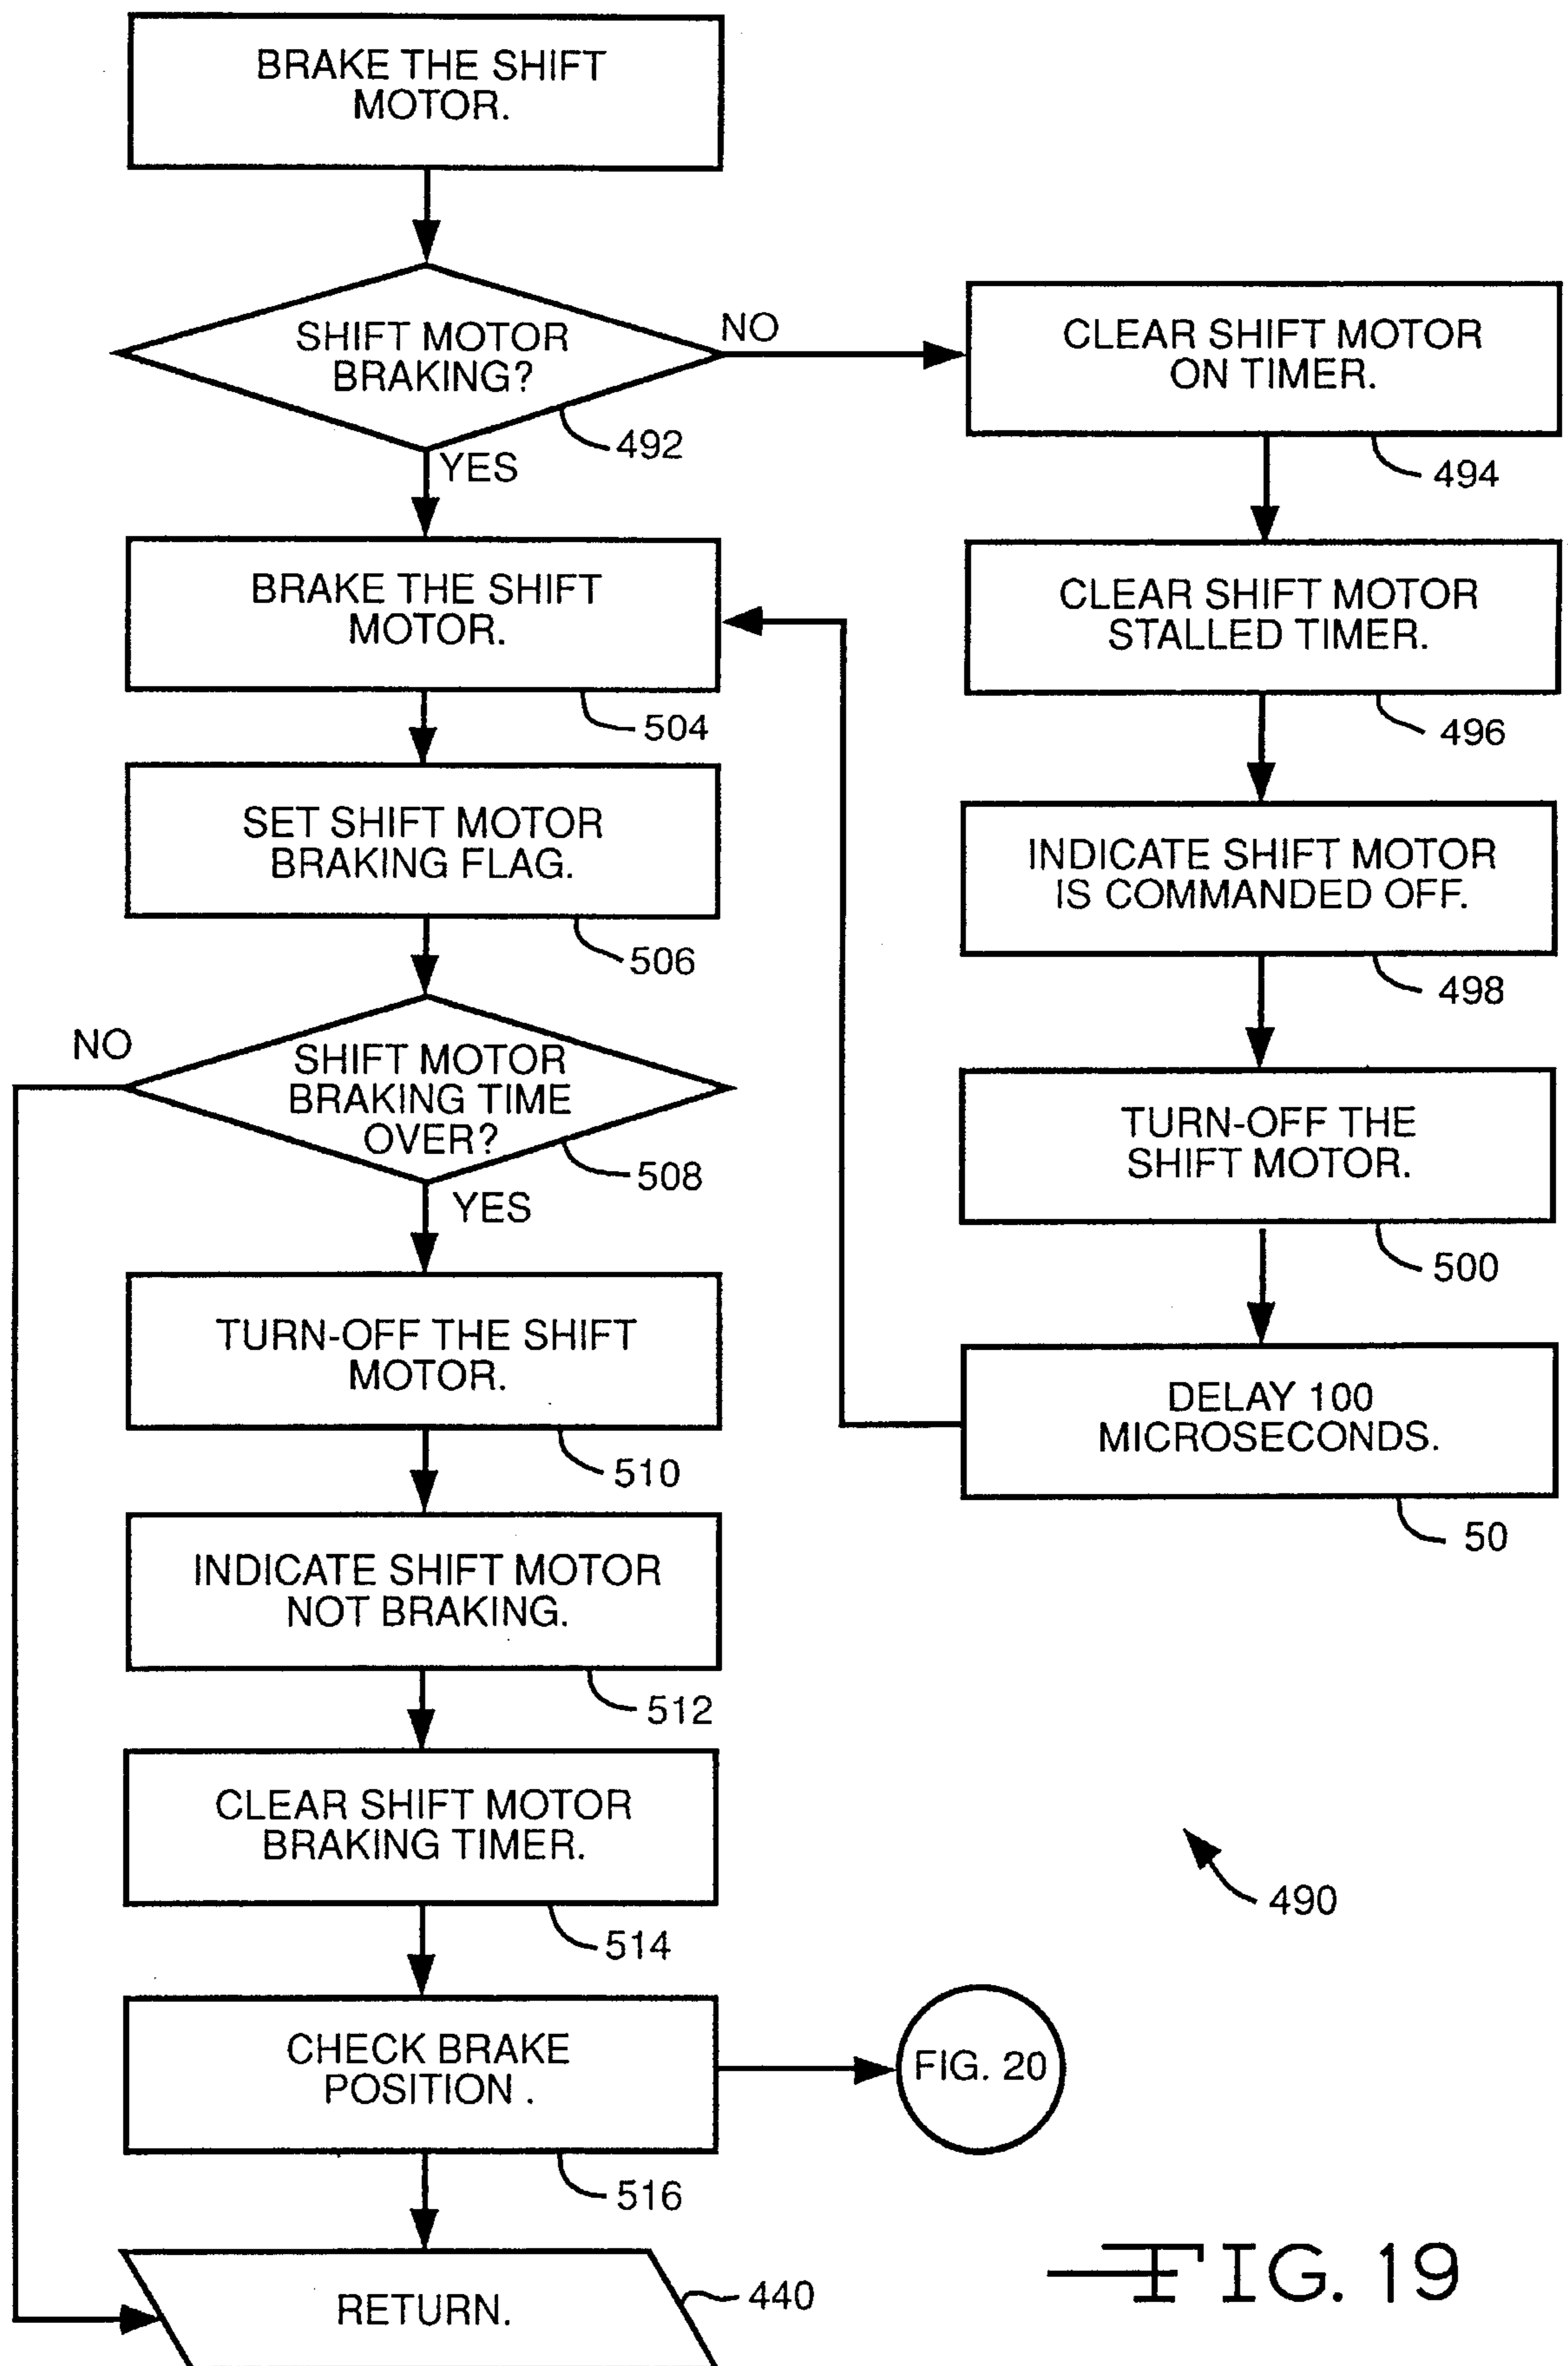 BRAKE THE SHIFT
MOTOR.
SHIFT MOTOR
BRAKING?
NO
492
YES
CLEAR SHIFT MOTOR
ON TIMER.
494
BRAKE THE SHIFT
MOTOR.
504
CLEAR SHIFT MOTOR
STALLED TIMER.
496
SET SHIFT MOTOR
BRAKING FLAG.
506
INDICATE SHIFT MOTOR
IS COMMANDED OFF.
498
NO
SHIFT MOTOR
BRAKING TIME
OVER?
508
YES
TURN-OFF THE
SHIFT MOTOR.
500
TURN-OFF THE SHIFT
MOTOR.
510
DELAY 100
MICROSECONDS.
50
INDICATE SHIFT MOTOR
NOT BRAKING.
512
CLEAR SHIFT MOTOR
BRAKING TIMER.
514
490
CHECK BRAKE
POSITION .
516
FIG. 20
RETURN.
440
FIG. 19